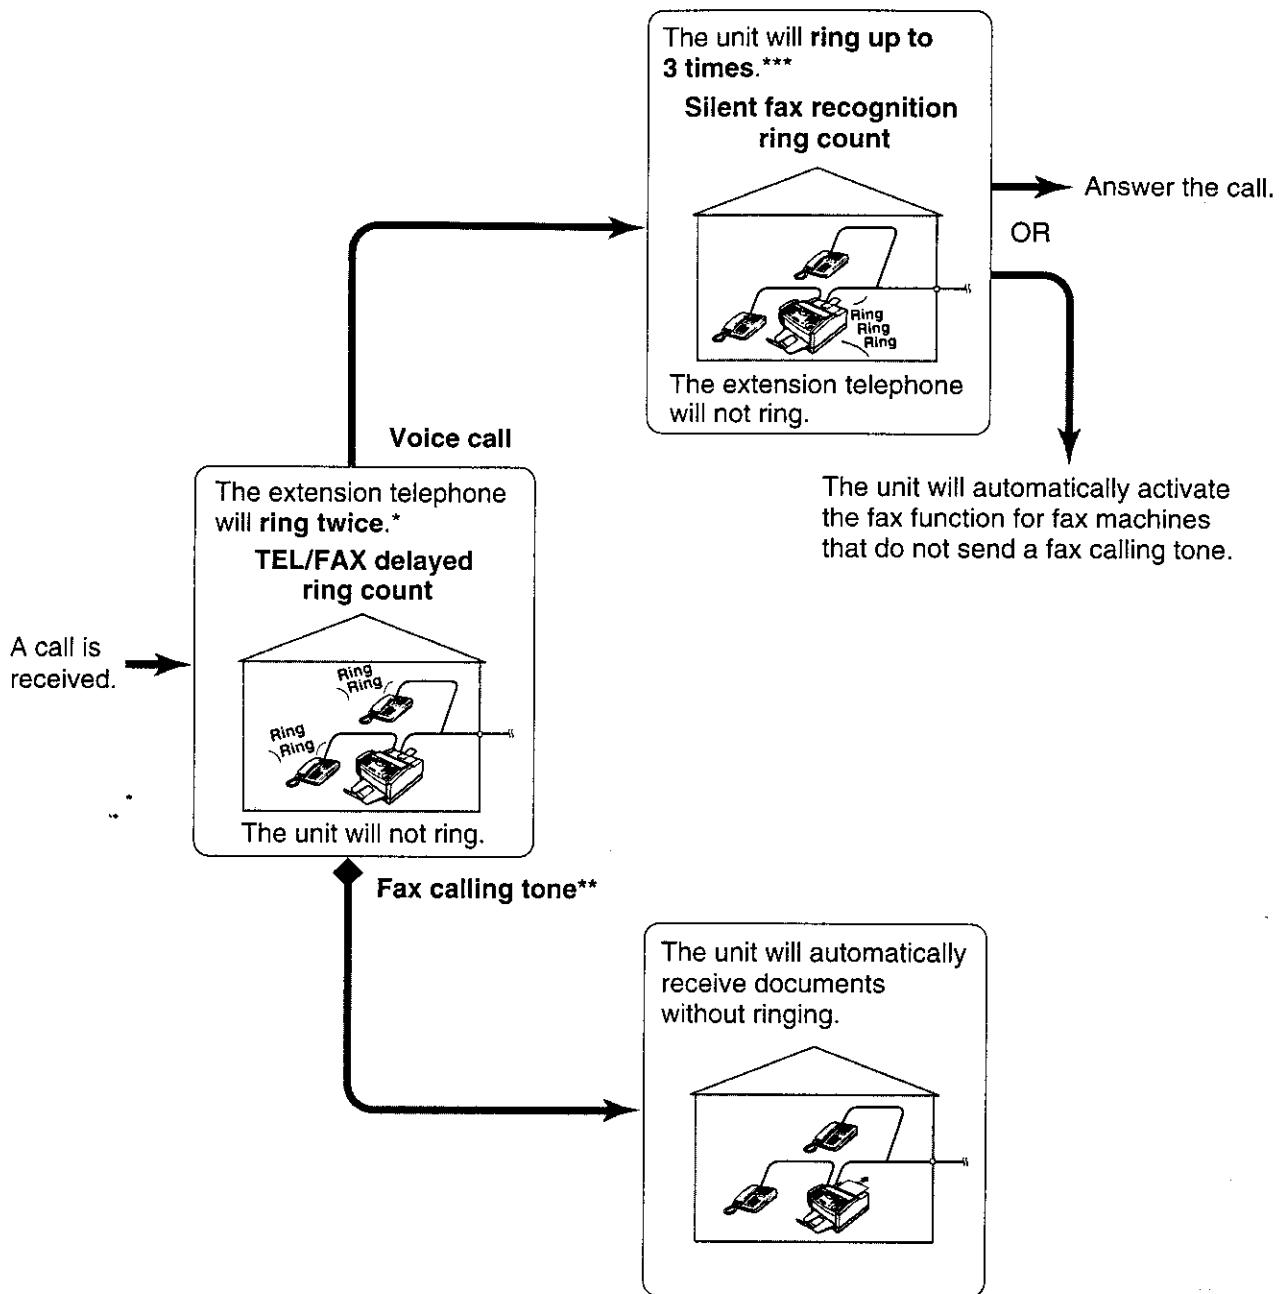 The unit will ring up to
3 times.***
Silent fax recognition
ring count
Ring
Ring
Ring
The extension telephone
will not ring.
Answer the call.
OR
The unit will automatically activate
the fax function for fax machines
that do not send a fax calling tone.
Voice call
A call is
received.
The extension telephone
will ring twice.*
TEL/FAX delayed
ring count
Ring
Ring
Ring
Ring
The unit will not ring.
Fax calling tone**
The unit will automatically
receive documents
without ringing.